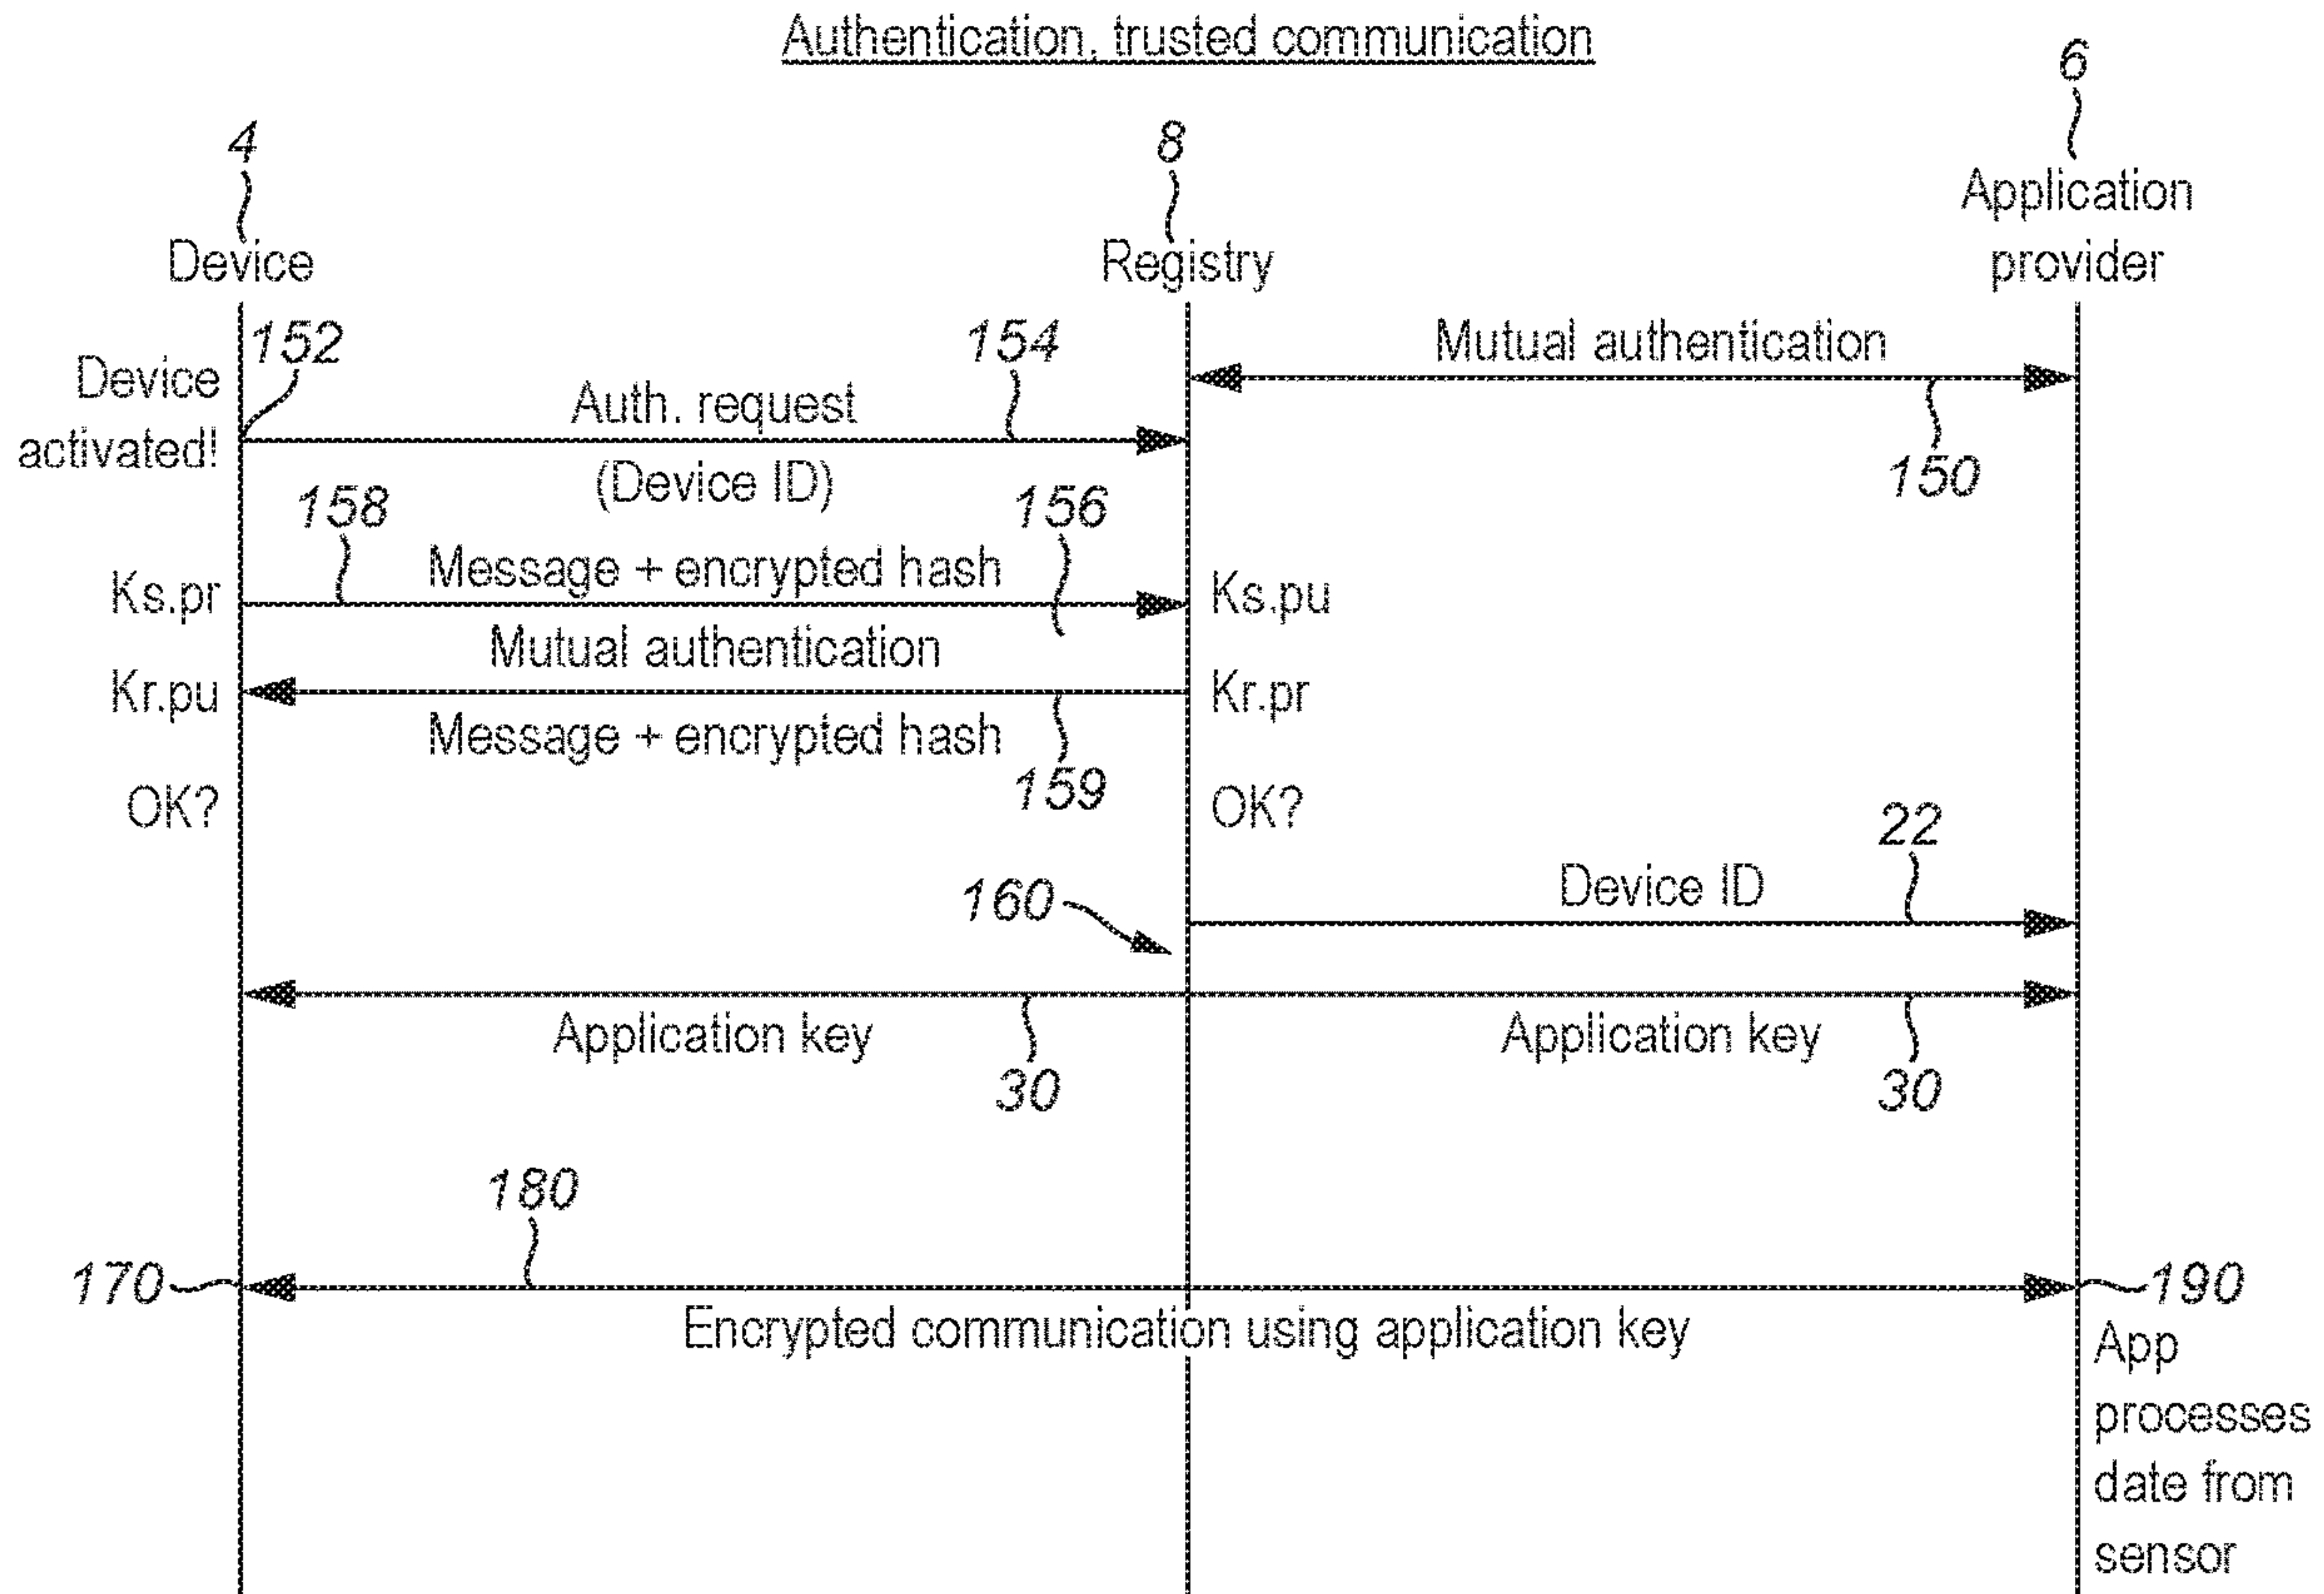 Authentication, trusted communication
6
4
8
Application
provider
Device
Registry
152
154
Mutual authentication
Device
activated!
Auth. request
(Device ID)
150
158
156
Ks.pr
Message + encrypted hash
Ks.pu
Mutual authentication
Kr.pu
Kr.pr
Message + encrypted hash
159
OK?
OK?
22
Device ID
160
Application key
Application key
30
30
180
170
190
Encrypted communication using application key
App
processes
date from
sensor